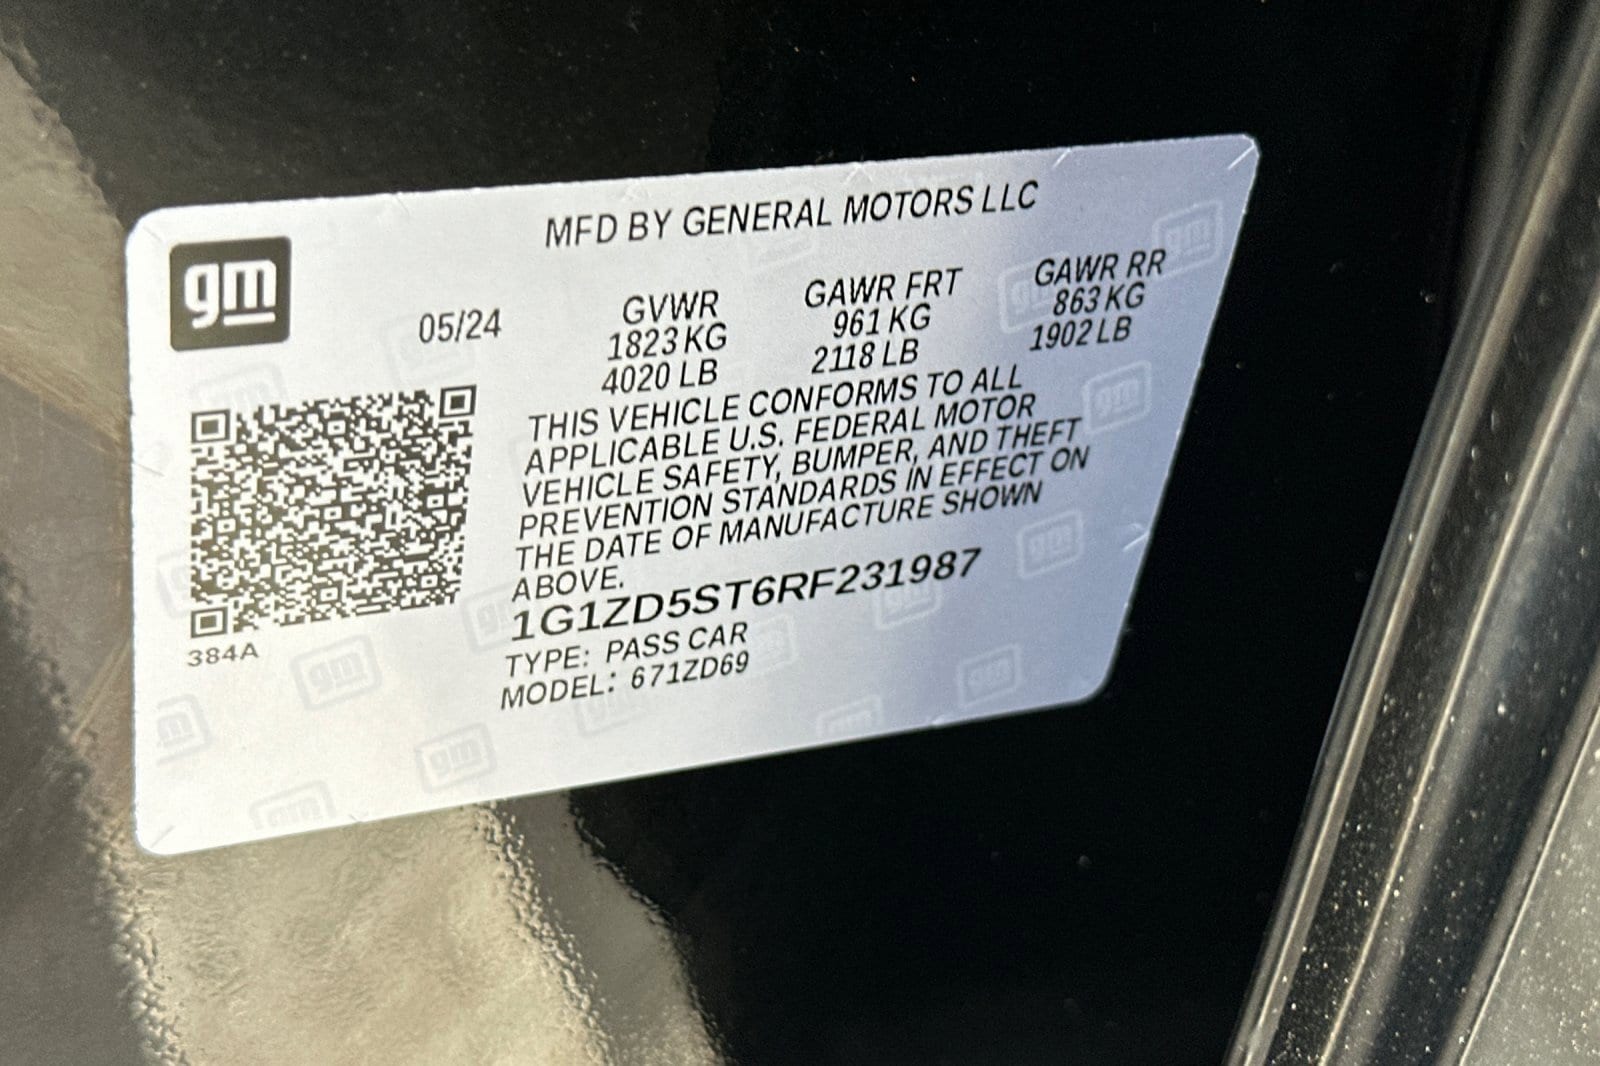 gm
MFD BY GENERAL MOTORS LLC
05/24
GVWR
1823 KG
4020 LB
GAWR FRT
961 KG
2118 LB
GAWR RR
863 KG
1902 LB
THIS VEHICLE CONFORMS TO ALL
APPLICABLE U.S. FEDERAL MOTOR
VEHICLE SAFETY, BUMPER, AND THEFT
PREVENTION STANDARDS IN EFFECT ON
THE DATE OF MANUFACTURE SHOWN
ABOVE.
1G1ZD5ST6RF231987
TYPE: PASS CAR
MODEL: 671ZD69
384A